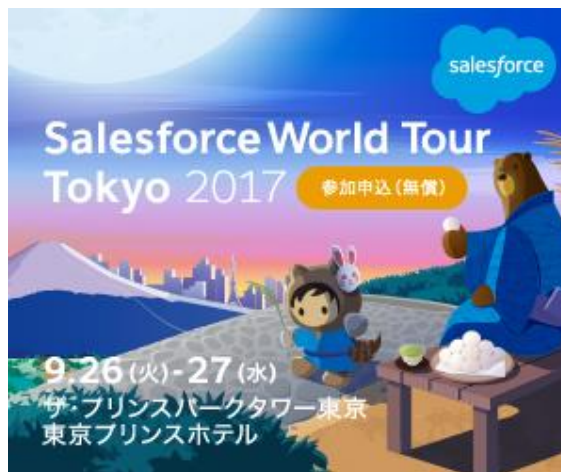 salesforce
Salesforce World Tour
Tokyo 2017 参加申込(無償)
9.26(火)-27(水)
ザ・プリンスパークタワー東京
東京プリンスホテル